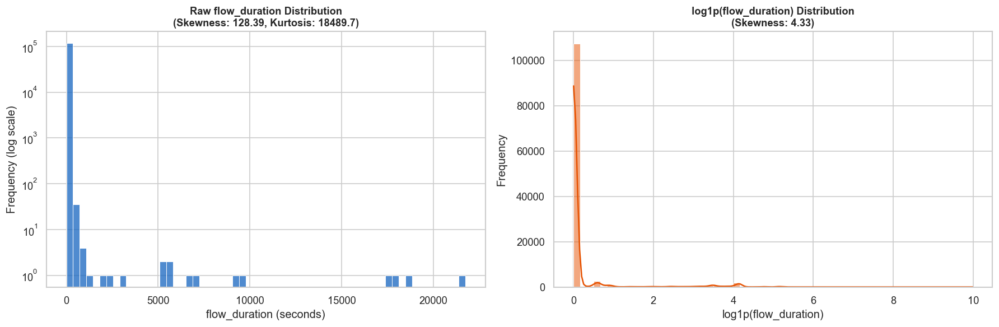 Raw flow_duration Distribution
(Skewness: 128.39, Kurtosis: 18489.7)
Frequency (log scale)
10^5
10^4
10^3
10^2
10^1
10^0
0 5000 10000 15000 20000
flow_duration (seconds)
log1p(flow_duration) Distribution
(Skewness: 4.33)
Frequency
100000
80000
60000
40000
20000
0
0 2 4 6 8 10
log1p(flow_duration)